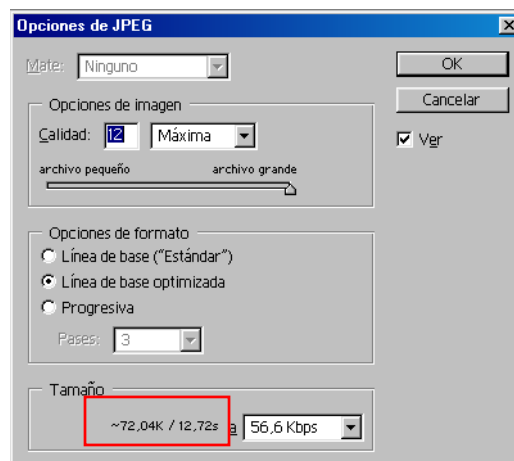 Opciones de JPEG
Mate: Ninguno
OK
Opciones de imagen
Cancelar
Calidad: 12 Máxima
Ver
archivo pequeño archivo grande
Opciones de formato
Línea de base ("Estándar")
Línea de base optimizada
Progresiva
Pases: 3
Tamaño
~72,04K / 12,72s a 56,6 Kbps